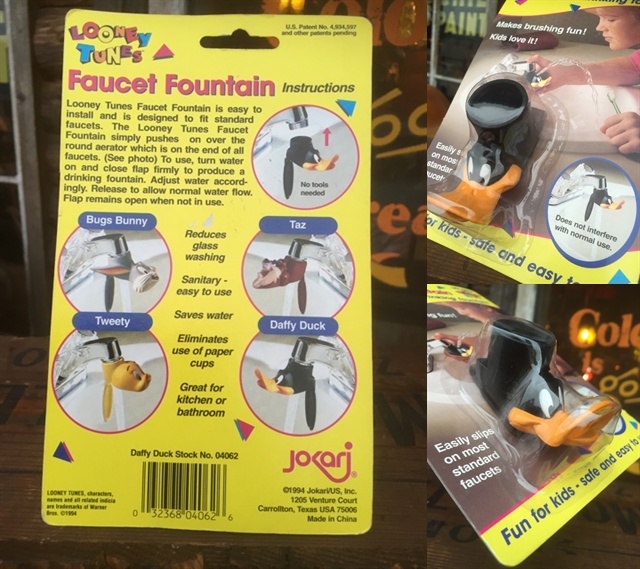 LOONEY
TUNES
U.S. Patent No. 4,934,597
and other patents pending
Faucet Fountain Instructions
Looney Tunes Faucet Fountain is easy to
install and is designed to fit standard
faucets. The Looney Tunes Faucet
Fountain simply pushes on over the
round aerator which is on the end of all
faucets. (See photo) To use, turn water
on and close flap firmly to produce a
drinking fountain. Adjust water accord-
ingly. Release to allow normal water flow.
Flap remains open when not in use.
No tools
needed
Bugs Bunny
Taz
Reduces
glass
washing
Sanitary -
easy to use
Saves water
Tweety
Daffy Duck
Eliminates
use of paper
cups
Great for
kitchen or
bathroom
Daffy Duck Stock No. 04062
0 32368 04062 6
LOONEY TUNES, characters,
names and all related indicia
are trademarks of Warner
Bros. ©1994
Jokari®
©1994 Jokari/US, Inc.
1205 Venture Court
Carrollton, Texas USA 75006
Made in China
PAINT
Makes brushing fun!
Kids love it!
Easily
on most
Does not interfere
with normal use.
for kids - safe and easy to
Easily slips
on most
standard
faucets
Fun for kids - safe and easy to